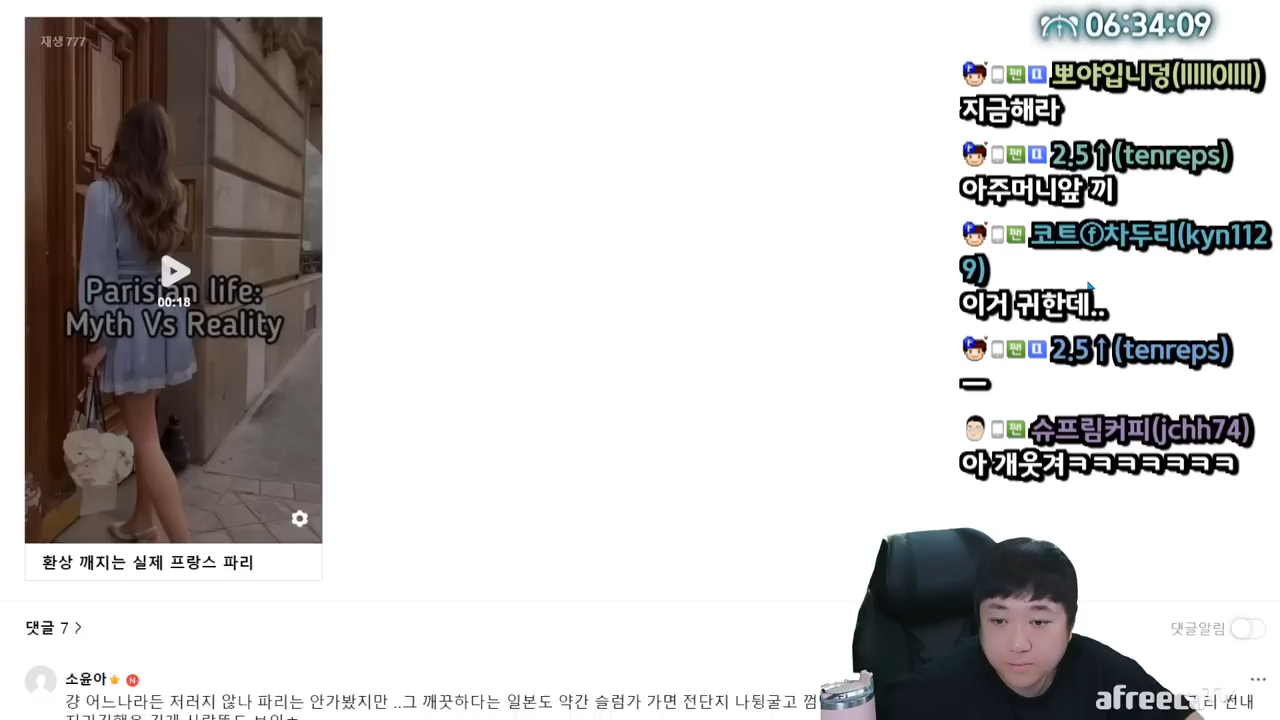 재생 777
Parisian life:
00:18
Myth Vs Reality
환상 깨지는 실제 프랑스 파리
댓글 7
댓글알림
소윤아
걍 어느나라든 저러지 않나 파리는 안가봤지만 ..그 깨끗하다는 일본도 약간 슬럼가 가면 전단지 나뒹굴고 껌
리 전내
06:34:09
뽀야입니덩(lllll0llll)
지금해라
2.5↑(tenreps)
아주머니앞 끼
코트ⓕ차두리(kyn112
9)
이거 귀한데..
2.5↑(tenreps)
ㅡ
슈프림커피(jchh74)
아 개웃겨ㅋㅋㅋㅋㅋㅋㅋ